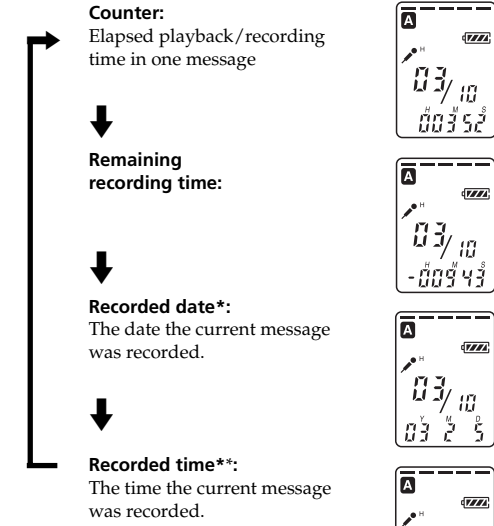 Counter:
Elapsed playback/recording
time in one message
A
H
03/10
H M S
00352
Remaining
recording time:
A
H
03/10
H M S
-00943
Recorded date*:
The date the current message
was recorded.
A
H
03/10
Y M D
03 2 5
Recorded time**:
The time the current message
was recorded.
A
H